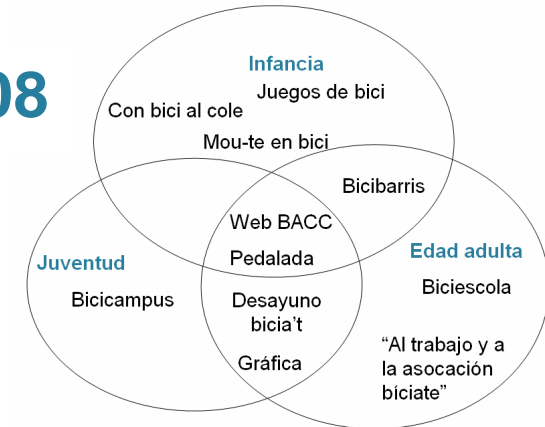 08
Infancia
Juegos de bici
Con bici al cole
Mou-te en bici
Bicibarris
Web BACC
Pedalada
Juventud
Edad adulta
Bicicampus
Biciescola
Desayuno
bicia't
Gráfica
“Al trabajo y a
la asocación
bíciate”